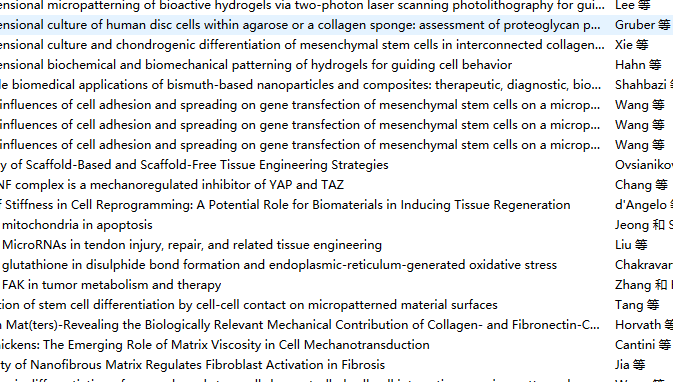 ensional micropatterning of bioactive hydrogels via two-photon laser scanning photolithography for gui... Lee 等
ensional culture of human disc cells within agarose or a collagen sponge: assessment of proteoglycan p... Gruber 等
ensional culture and chondrogenic differentiation of mesenchymal stem cells in interconnected collagen... Xie 等
ensional biochemical and biomechanical patterning of hydrogels for guiding cell behavior Hahn 等
le biomedical applications of bismuth-based nanoparticles and composites: therapeutic, diagnostic, bio... Shahbazi 等
influences of cell adhesion and spreading on gene transfection of mesenchymal stem cells on a microp... Wang 等
influences of cell adhesion and spreading on gene transfection of mesenchymal stem cells on a microp... Wang 等
influences of cell adhesion and spreading on gene transfection of mesenchymal stem cells on a microp... Wang 等
y of Scaffold-Based and Scaffold-Free Tissue Engineering Strategies Ovsianikov
NF complex is a mechanoregulated inhibitor of YAP and TAZ Chang 等
f Stiffness in Cell Reprogramming: A Potential Role for Biomaterials in Inducing Tissue Regeneration d'Angelo 等
mitochondria in apoptosis Jeong 和 S
MicroRNAs in tendon injury, repair, and related tissue engineering Liu 等
glutathione in disulphide bond formation and endoplasmic-reticulum-generated oxidative stress Chakravar
FAK in tumor metabolism and therapy Zhang 和
tion of stem cell differentiation by cell-cell contact on micropatterned material surfaces Tang 等
Mat(ters)-Revealing the Biologically Relevant Mechanical Contribution of Collagen- and Fibronectin-C... Horvath 等
hickens: The Emerging Role of Matrix Viscosity in Cell Mechanotransduction Cantini 等
ty of Nanofibrous Matrix Regulates Fibroblast Activation in Fibrosis Jia 等